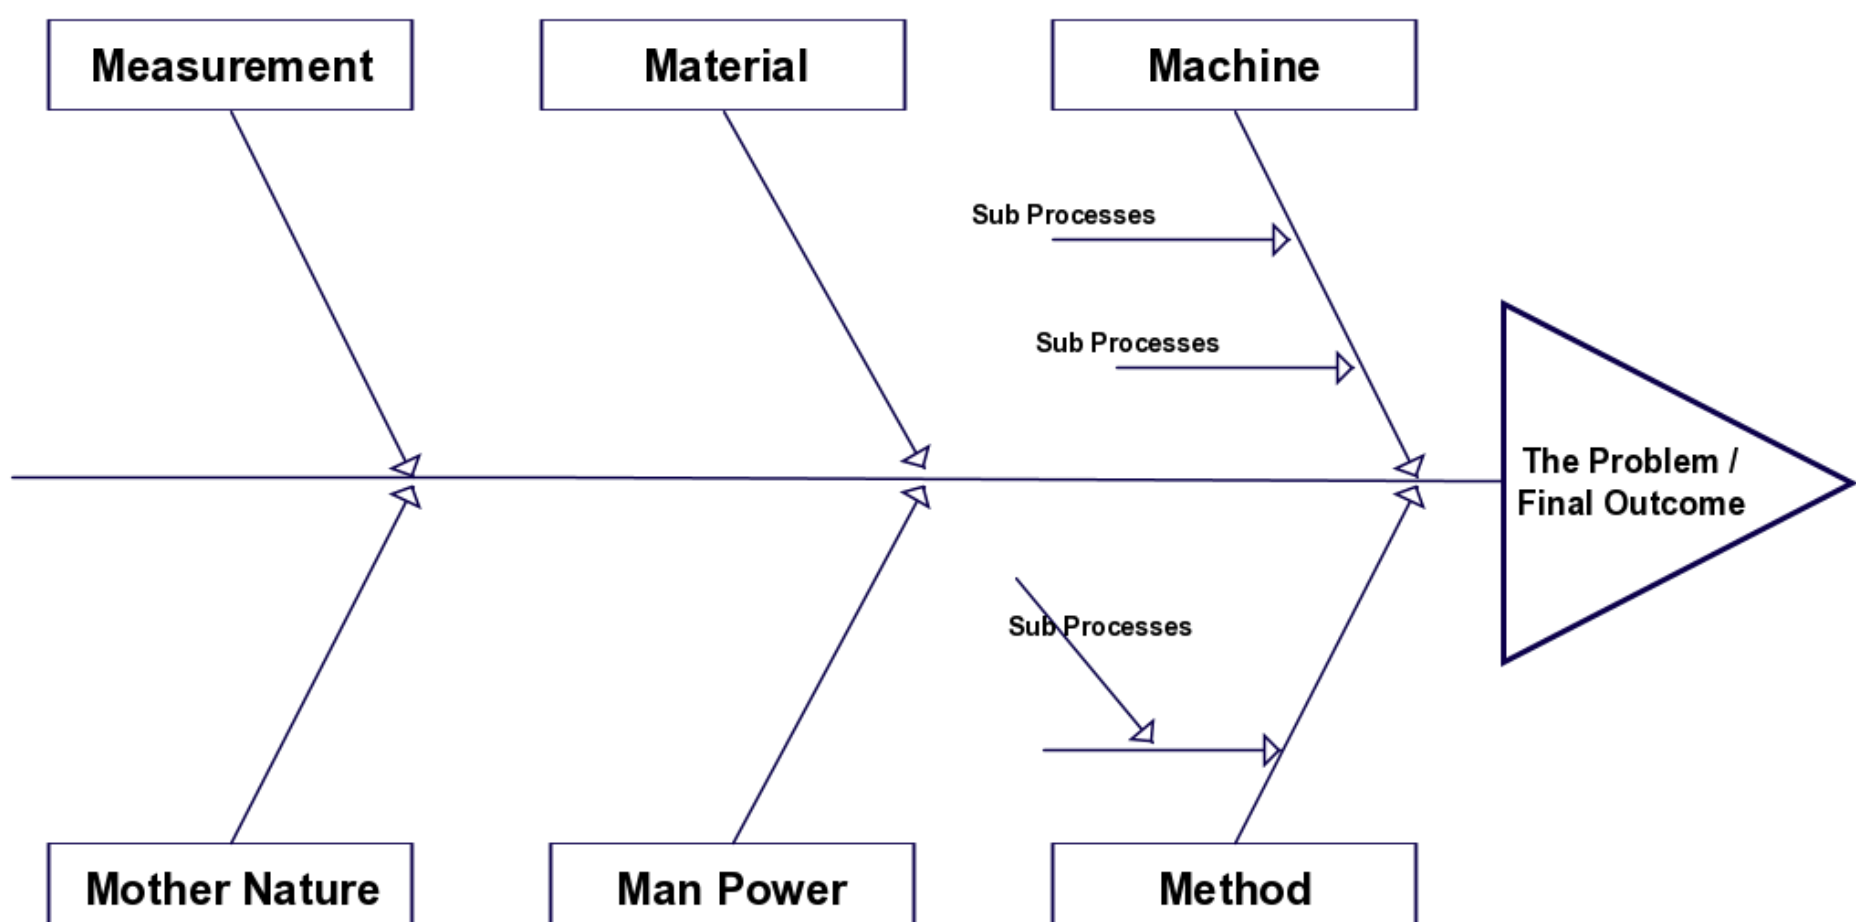 Measurement
Material
Machine
Sub Processes
Sub Processes
The Problem /
Final Outcome
Sub Processes
Mother Nature
Man Power
Method